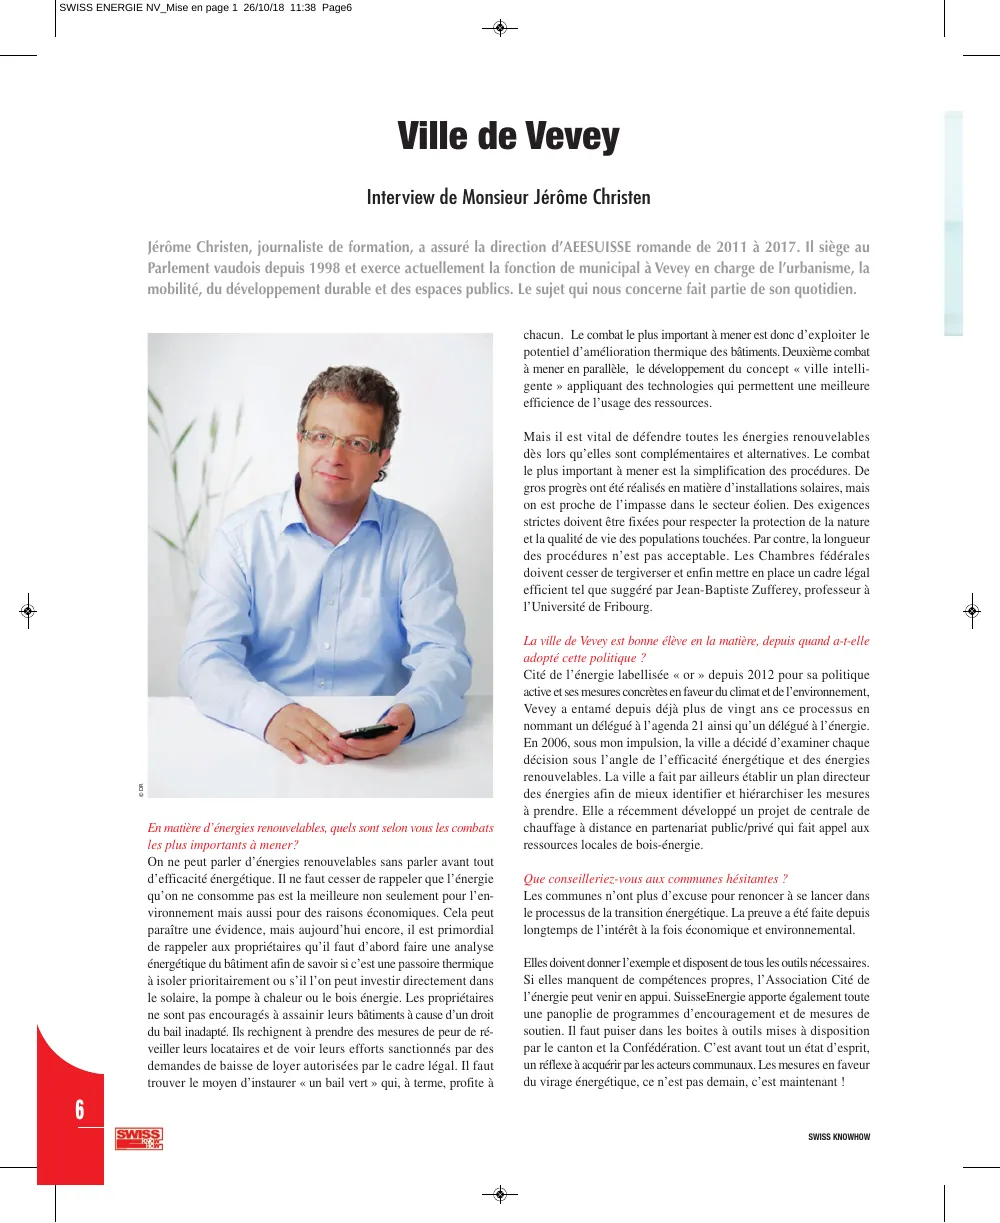 SWISS ENERGIE NV_Mise en page 1 26/10/18 11:38 Page6
Ville de Vevey
Interview de Monsieur Jérôme Christen
Jérôme Christen, journaliste de formation, a assuré la direction d’AEESUISSE romande de 2011 à 2017. Il siège au
Parlement vaudois depuis 1998 et exerce actuellement la fonction de municipal à Vevey en charge de l’urbanisme, la
mobilité, du développement durable et des espaces publics. Le sujet qui nous concerne fait partie de son quotidien.
© DR
En matière d’énergies renouvelables, quels sont selon vous les combats
les plus importants à mener?
On ne peut parler d’énergies renouvelables sans parler avant tout
d’efficacité énergétique. Il ne faut cesser de rappeler que l’énergie
qu’on ne consomme pas est la meilleure non seulement pour l’en-
vironnement mais aussi pour des raisons économiques. Cela peut
paraître une évidence, mais aujourd’hui encore, il est primordial
de rappeler aux propriétaires qu’il faut d’abord faire une analyse
énergétique du bâtiment afin de savoir si c’est une passoire thermique
à isoler prioritairement ou s’il l’on peut investir directement dans
le solaire, la pompe à chaleur ou le bois énergie. Les propriétaires
ne sont pas encouragés à assainir leurs bâtiments à cause d’un droit
du bail inadapté. Ils rechignent à prendre des mesures de peur de ré-
veiller leurs locataires et de voir leurs efforts sanctionnés par des
demandes de baisse de loyer autorisées par le cadre légal. Il faut
trouver le moyen d’instaurer « un bail vert » qui, à terme, profite à
chacun. Le combat le plus important à mener est donc d’exploiter le
potentiel d’amélioration thermique des bâtiments. Deuxième combat
à mener en parallèle, le développement du concept « ville intelli-
gente » appliquant des technologies qui permettent une meilleure
efficience de l’usage des ressources.
Mais il est vital de défendre toutes les énergies renouvelables
dès lors qu’elles sont complémentaires et alternatives. Le combat
le plus important à mener est la simplification des procédures. De
gros progrès ont été réalisés en matière d’installations solaires, mais
on est proche de l’impasse dans le secteur éolien. Des exigences
strictes doivent être fixées pour respecter la protection de la nature
et la qualité de vie des populations touchées. Par contre, la longueur
des procédures n’est pas acceptable. Les Chambres fédérales
doivent cesser de tergiverser et enfin mettre en place un cadre légal
efficient tel que suggéré par Jean-Baptiste Zufferey, professeur à
l’Université de Fribourg.
La ville de Vevey est bonne élève en la matière, depuis quand a-t-elle
adopté cette politique ?
Cité de l’énergie labellisée « or » depuis 2012 pour sa politique
active et ses mesures concrètes en faveur du climat et de l’environnement,
Vevey a entamé depuis déjà plus de vingt ans ce processus en
nommant un délégué à l’agenda 21 ainsi qu’un délégué à l’énergie.
En 2006, sous mon impulsion, la ville a décidé d’examiner chaque
décision sous l’angle de l’efficacité énergétique et des énergies
renouvelables. La ville a fait par ailleurs établir un plan directeur
des énergies afin de mieux identifier et hiérarchiser les mesures
à prendre. Elle a récemment développé un projet de centrale de
chauffage à distance en partenariat public/privé qui fait appel aux
ressources locales de bois-énergie.
Que conseilleriez-vous aux communes hésitantes ?
Les communes n’ont plus d’excuse pour renoncer à se lancer dans
le processus de la transition énergétique. La preuve a été faite depuis
longtemps de l’intérêt à la fois économique et environnemental.
Elles doivent donner l’exemple et disposent de tous les outils nécessaires.
Si elles manquent de compétences propres, l’Association Cité de
l’énergie peut venir en appui. SuisseEnergie apporte également toute
une panoplie de programmes d’encouragement et de mesures de
soutien. Il faut puiser dans les boites à outils mises à disposition
par le canton et la Confédération. C’est avant tout un état d’esprit,
un réflexe à acquérir par les acteurs communaux. Les mesures en faveur
du virage énergétique, ce n’est pas demain, c’est maintenant !
6
SWISS
KNOW
HOW
SWISS KNOWHOW